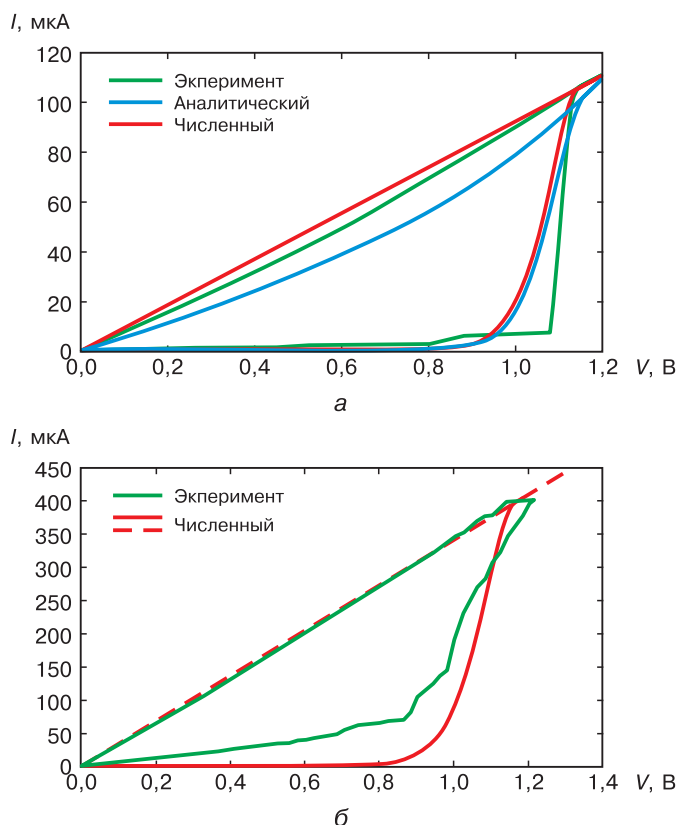 I, мкА
120
100
80
60
40
20
0
Экперимент
Аналитический
Численный
0,0 0,2 0,4 0,6 0,8 1,0 1,2 V, В
а
I, мкА
450
400
350
300
250
200
150
100
50
0
Экперимент
Численный
0,0 0,2 0,4 0,6 0,8 1,0 1,2 1,4 V, В
б